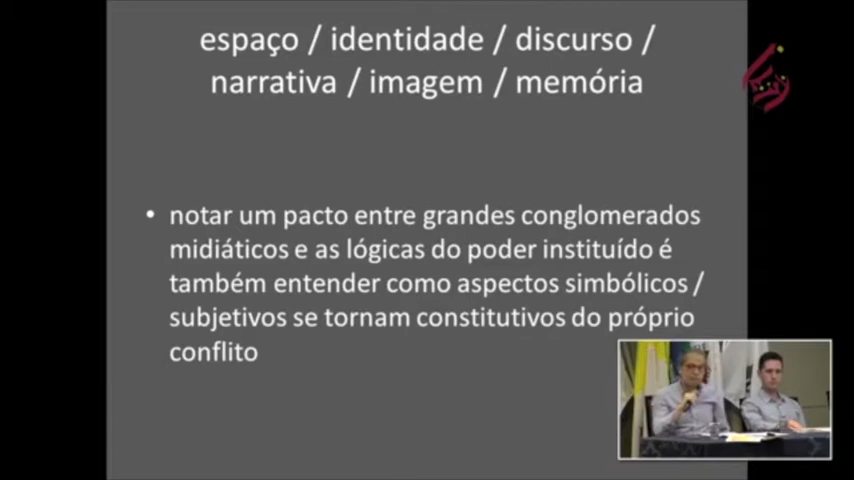 espaço / identidade / discurso /
narrativa / imagem / memória
• notar um pacto entre grandes conglomerados
midiáticos e as lógicas do poder instituído é
também entender como aspectos simbólicos /
subjetivos se tornam constitutivos do próprio
conflito